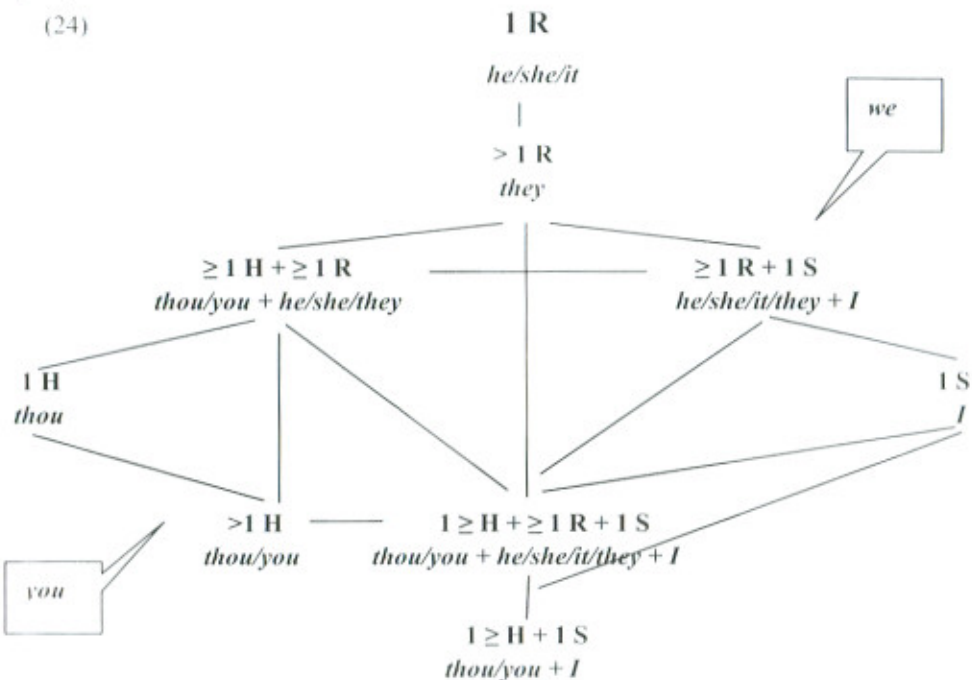 (24)
1 R
he/she/it
we
> 1 R
they
≥ 1 H + ≥ 1 R
≥ 1 R + 1 S
thou/you + he/she/they
he/she/it/they + I
1 H
1 S
thou
I
>1 H
1 ≥ H + ≥ 1 R + 1 S
thou/you
thou/you + he/she/it/they + I
you
1 ≥ H + 1 S
thou/you + I